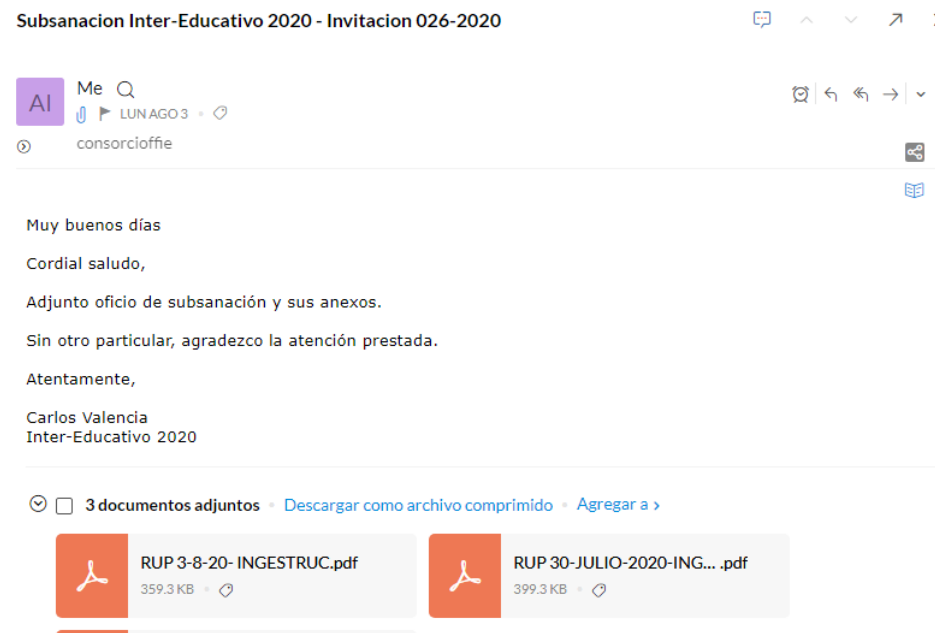 Subsanacion Inter-Educativo 2020 - Invitacion 026-2020
AI
Me
LUN AGO 3
consorcioffie
Muy buenos días
Cordial saludo,
Adjunto oficio de subsanación y sus anexos.
Sin otro particular, agradezco la atención prestada.
Atentamente,
Carlos Valencia
Inter-Educativo 2020
3 documentos adjuntos • Descargar como archivo comprimido • Agregar a ›
RUP 3-8-20- INGESTRUC.pdf
359.3 KB
RUP 30-JULIO-2020-ING... .pdf
399.3 KB